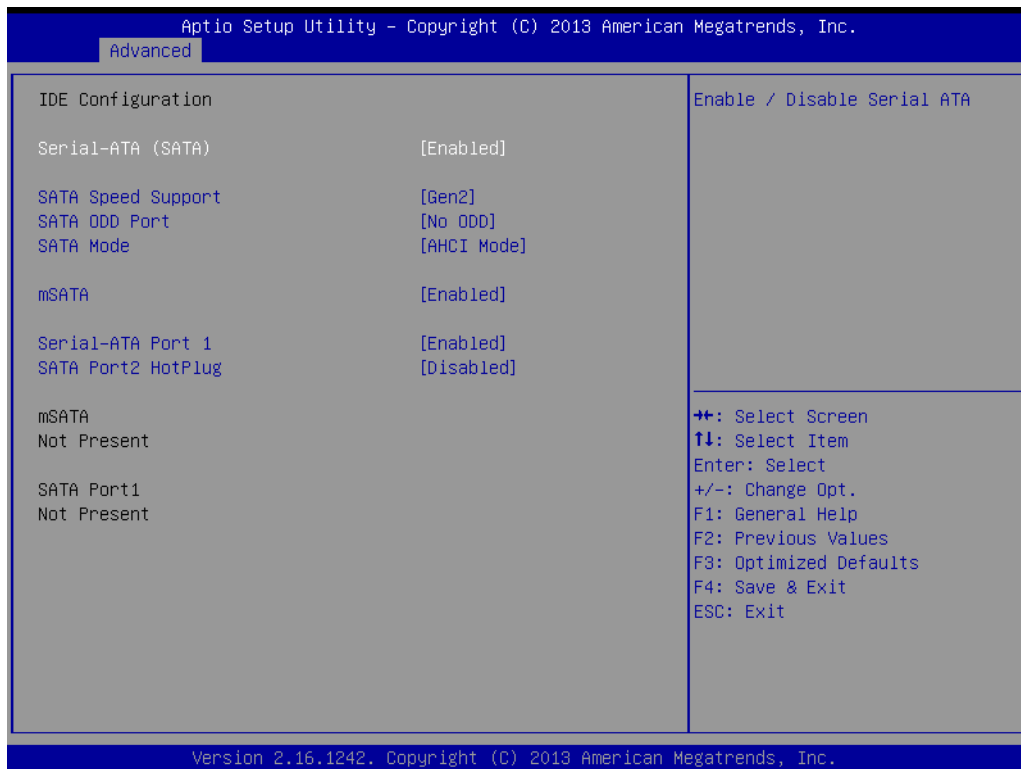 Aptio Setup Utility – Copyright (C) 2013 American Megatrends, Inc.
Advanced
IDE Configuration
Serial-ATA (SATA) [Enabled]
SATA Speed Support [Gen2]
SATA ODD Port [No ODD]
SATA Mode [AHCI Mode]
mSATA [Enabled]
Serial-ATA Port 1 [Enabled]
SATA Port2 HotPlug [Disabled]
mSATA
Not Present
SATA Port1
Not Present
Enable / Disable Serial ATA
→←: Select Screen
↑↓: Select Item
Enter: Select
+/-: Change Opt.
F1: General Help
F2: Previous Values
F3: Optimized Defaults
F4: Save & Exit
ESC: Exit
Version 2.16.1242. Copyright (C) 2013 American Megatrends, Inc.